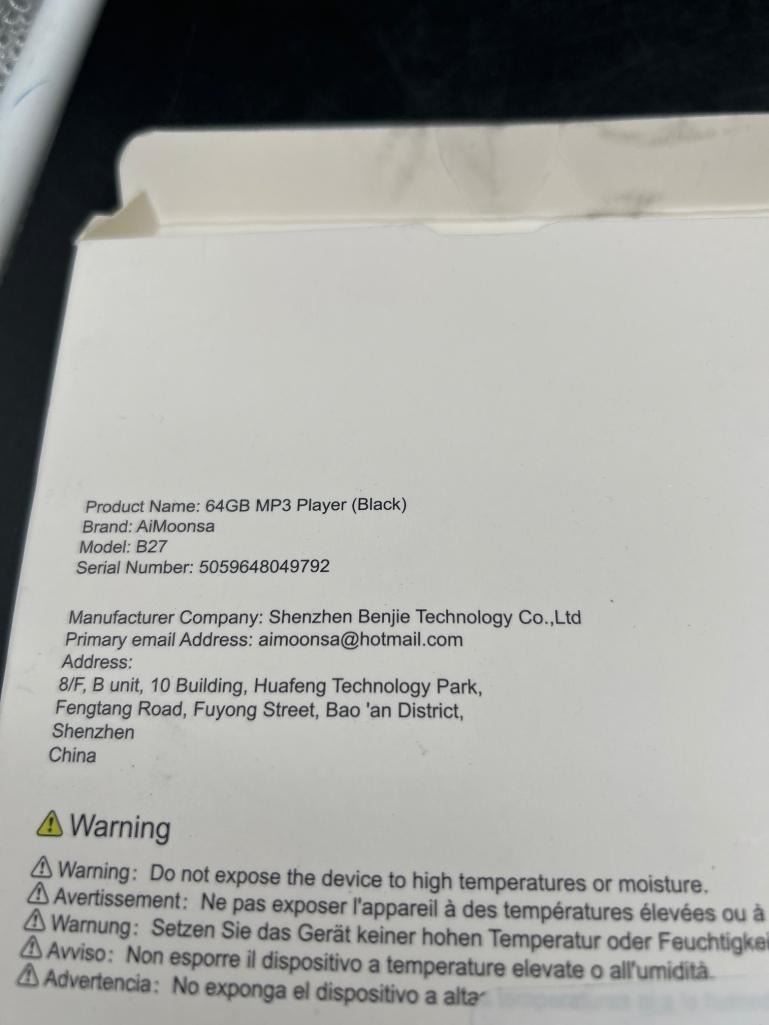 Product Name: 64GB MP3 Player (Black)
Brand: AiMoonsa
Model: B27
Serial Number: 5059648049792
Manufacturer Company: Shenzhen Benjie Technology Co.,Ltd
Primary email Address: aimoonsa@hotmail.com
Address:
8/F, B unit, 10 Building, Huafeng Technology Park,
Fengtang Road, Fuyong Street, Bao 'an District,
Shenzhen
China
Warning
Warning: Do not expose the device to high temperatures or moisture.
Avertissement: Ne pas exposer l'appareil à des températures élevées ou à
Warnung: Setzen Sie das Gerät keiner hohen Temperatur oder Feuchtigkei
Avviso: Non esporre il dispositivo a temperature elevate o all'umidità.
Advertencia: No exponga el dispositivo a altas temperaturas